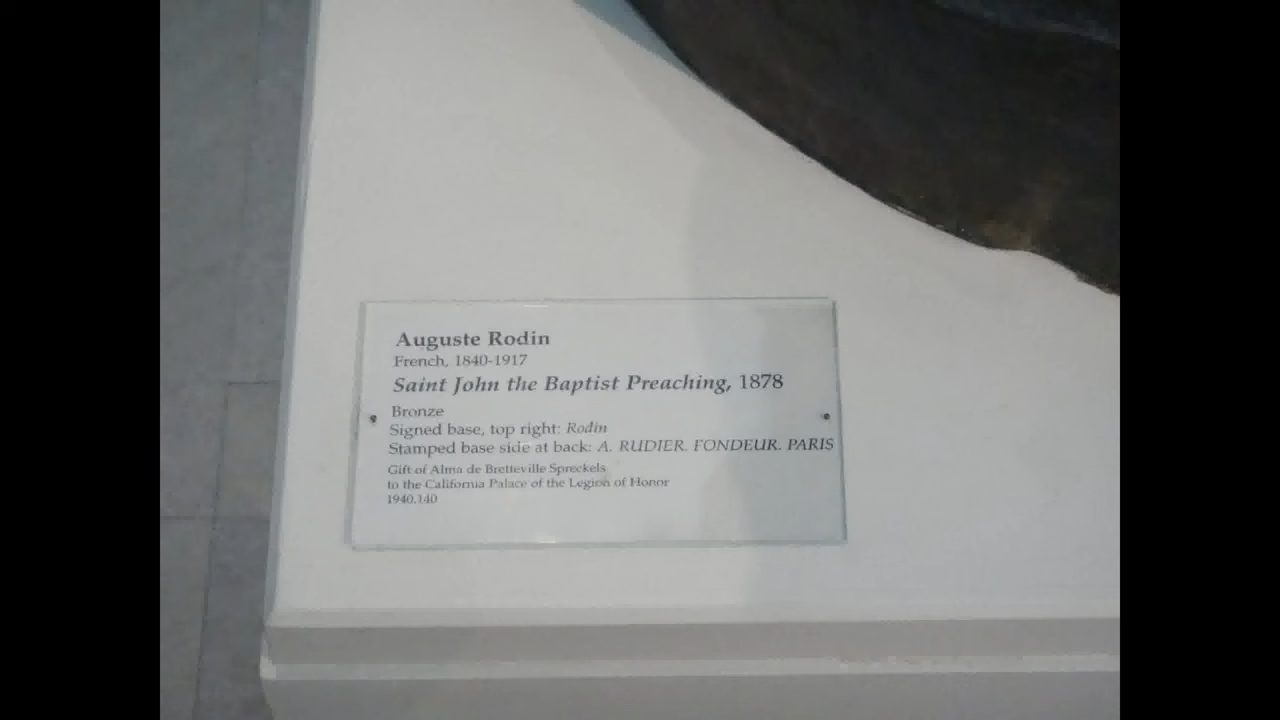 Auguste Rodin
French, 1840-1917
Saint John the Baptist Preaching, 1878
Bronze
Signed base, top right: Rodin
Stamped base side at back: A. RUDIER. FONDEUR. PARIS
Gift of Alma de Bretteville Spreckels
to the California Palace of the Legion of Honor
1940.140